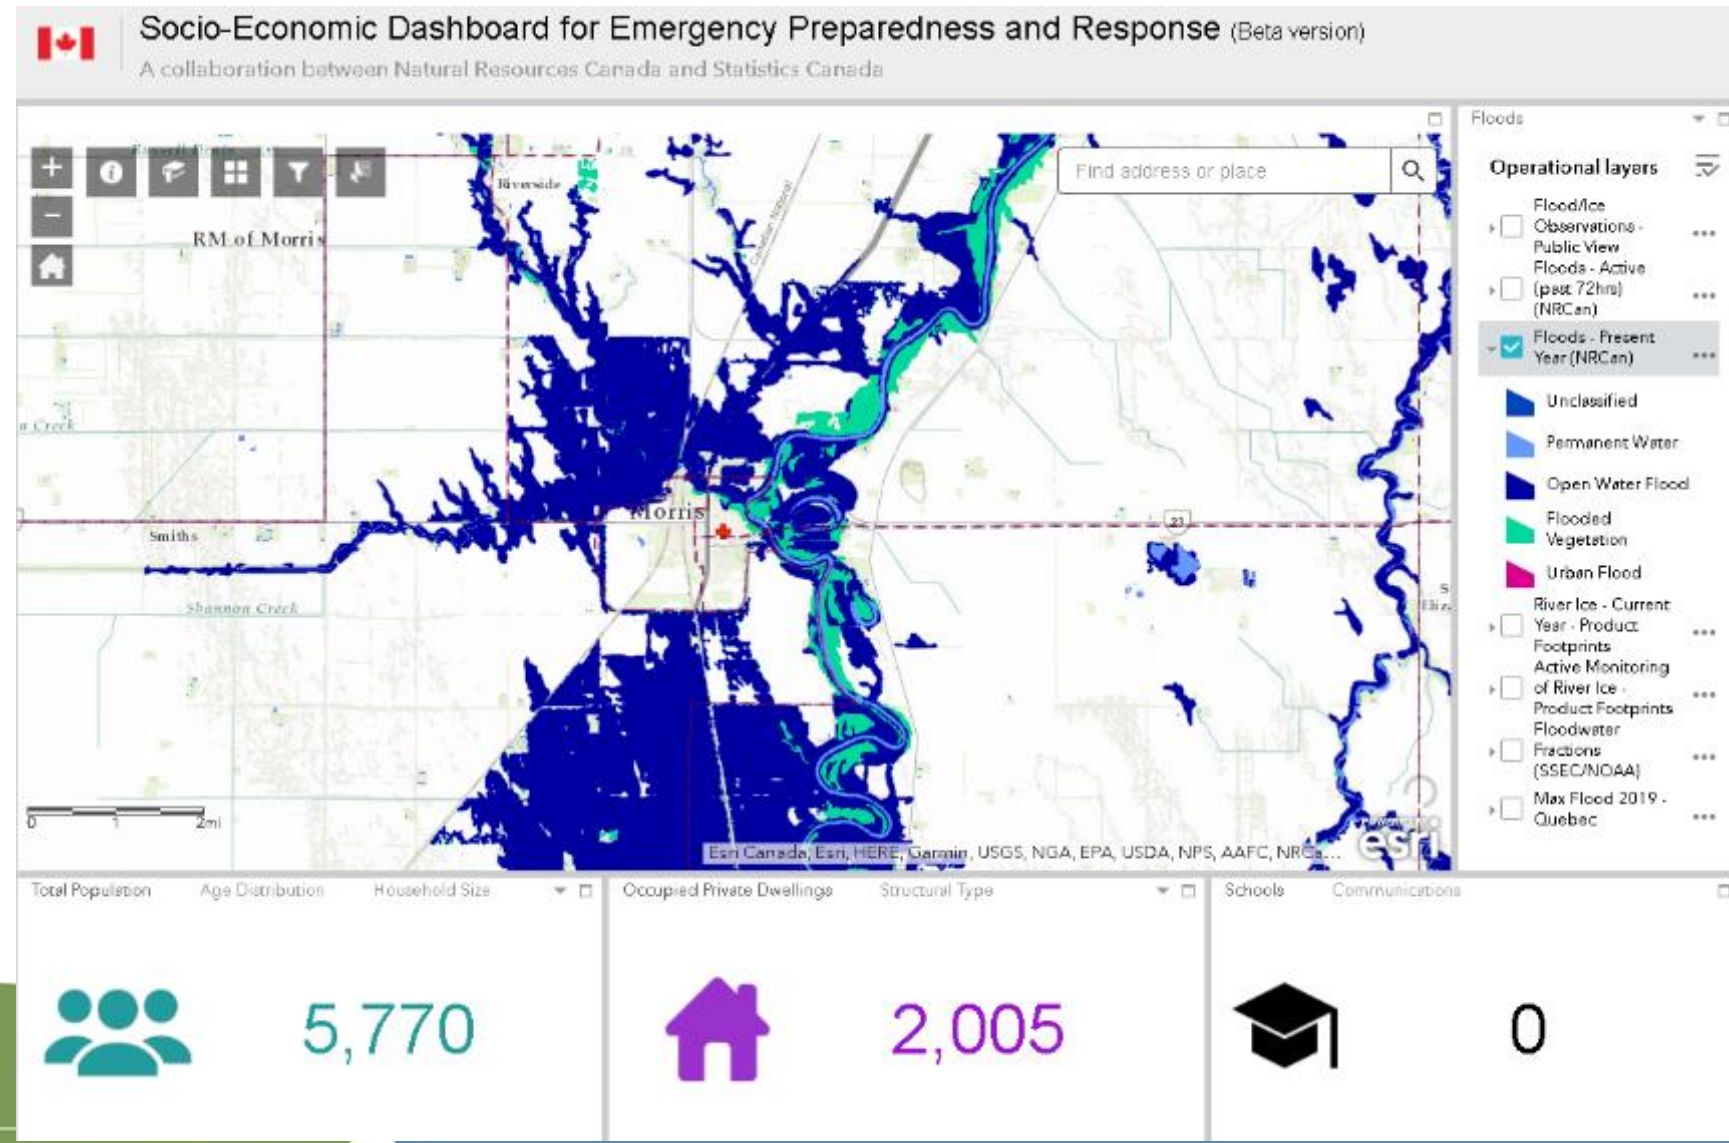 Socio-Economic Dashboard for Emergency Preparedness and Response (Beta version)
A collaboration between Natural Resources Canada and Statistics Canada
Floods
Find address or place
Operational layers
Flood/Ice
Observations -
Public View
Floods - Active
(past 72hrs)
(NRCan)
Floods - Present
Year (NRCan)
Unclassified
Permanent Water
Open Water Flood
Flooded
Vegetation
Urban Flood
River Ice - Current
Year - Product
Footprints
Active Monitoring
of River Ice -
Product Footprints
Floodwater
Fractions
(SSEC/NOAA)
Max Flood 2019 -
Quebec
Riverside
RM of Morris
Canadian National
Creek
Morris
23
Smiths
Shannon Creek
0 1 2mi
esri
Esri Canada, Esri, HERE, Garmin, USGS, NGA, EPA, USDA, NPS, AAFC, NRCa...
Total Population Age Distribution Household Size
Occupied Private Dwellings Structural Type
Schools Communications
5,770
2,005
0